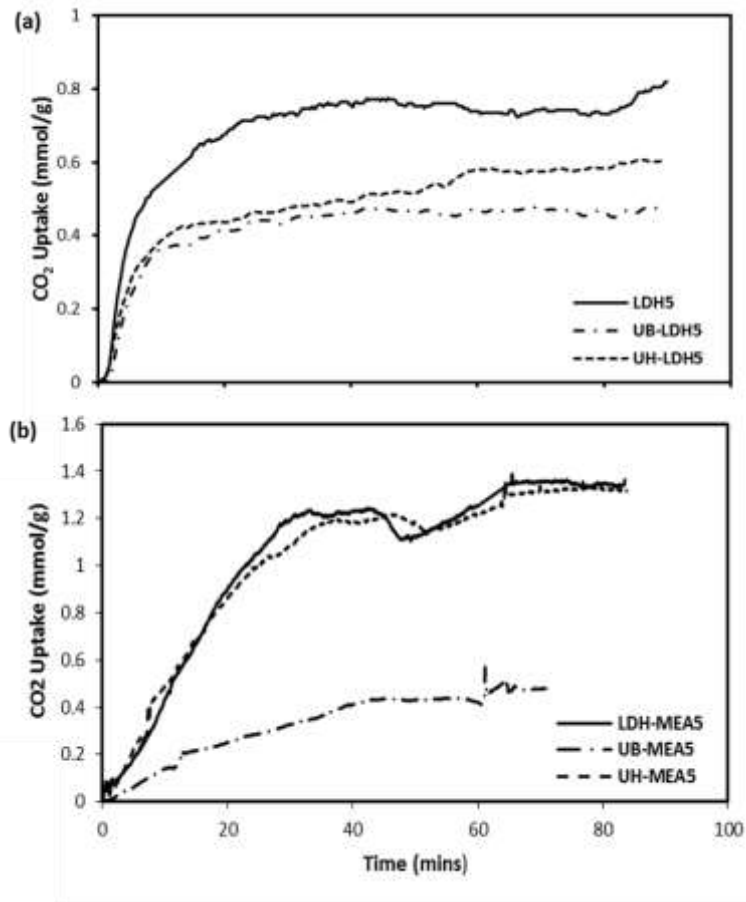 (a)
1
0.8
0.6
0.4
0.2
0
CO₂ Uptake (mmol/g)
LDH5
UB-LDH5
UH-LDH5
(b)
1.6
1.4
1.2
1
0.8
0.6
0.4
0.2
0
CO2 Uptake (mmol/g)
LDH-MEA5
UB-MEA5
UH-MEA5
0 20 40 60 80 100
Time (mins)